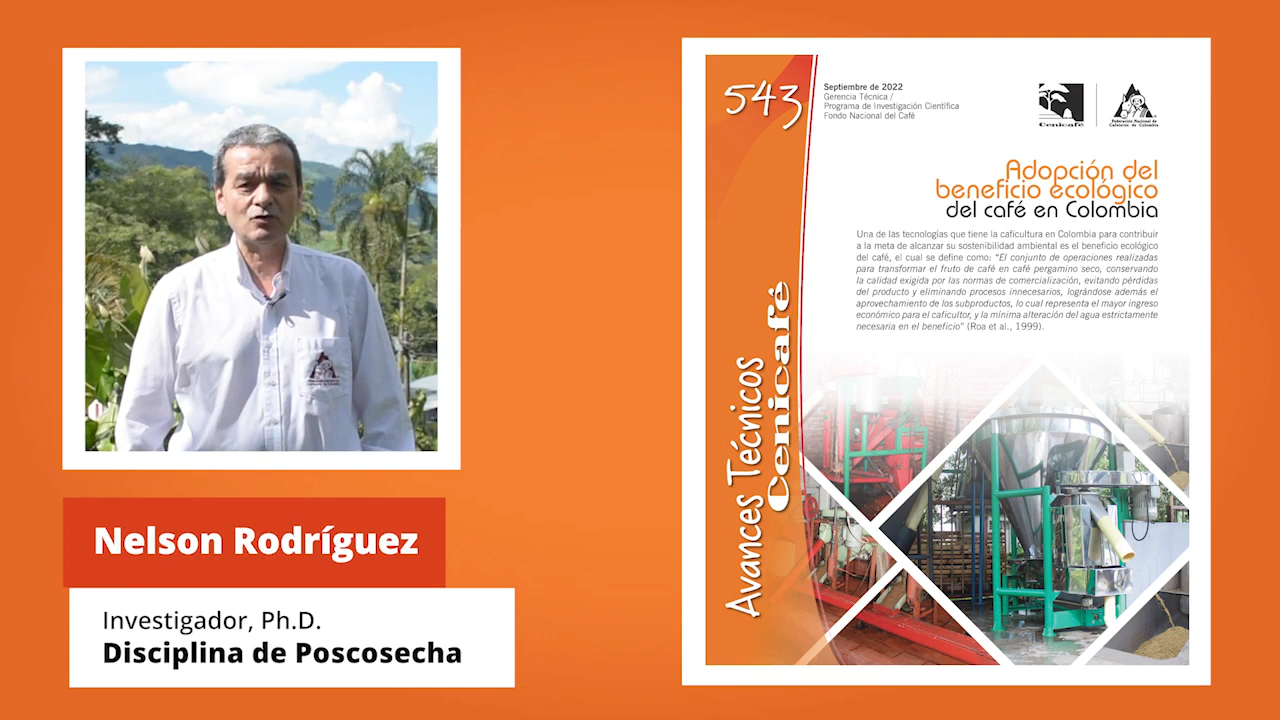 Nelson Rodríguez
Investigador, Ph.D.
Disciplina de Poscosecha
543
Septiembre de 2022
Gerencia Técnica /
Programa de Investigación Científica
Fondo Nacional del Café
Cenicafé
Federación Nacional de
Cafeteros de Colombia
Adopción del
beneficio ecológico
del café en Colombia
Una de las tecnologías que tiene la caficultura en Colombia para contribuir
a la meta de alcanzar su sostenibilidad ambiental es el beneficio ecológico
del café, el cual se define como: “El conjunto de operaciones realizadas
para transformar el fruto de café en café pergamino seco, conservando
la calidad exigida por las normas de comercialización, evitando pérdidas
del producto y eliminando procesos innecesarios, lográndose además el
aprovechamiento de los subproductos, lo cual representa el mayor ingreso
económico para el caficultor, y la mínima alteración del agua estrictamente
necesaria en el beneficio” (Roa et al., 1999).
Avances Técnicos
Cenicafé